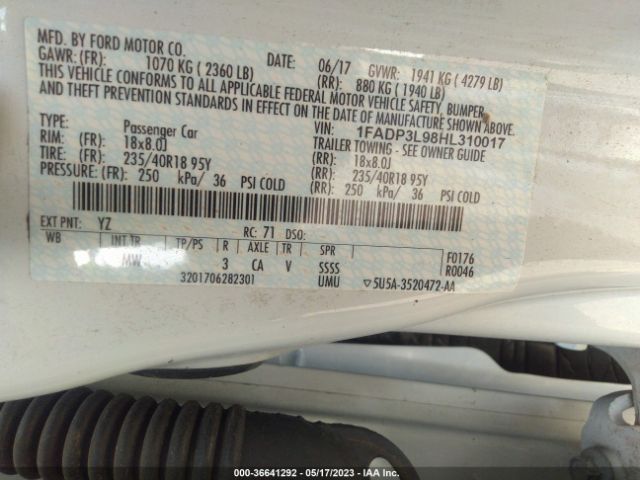 MFD. BY FORD MOTOR CO.
DATE: 06/17 GVWR: 1941 KG ( 4279 LB)
GAWR: (FR): 1070 KG ( 2360 LB) (RR): 880 KG ( 1940 LB)
THIS VEHICLE CONFORMS TO ALL APPLICABLE FEDERAL MOTOR VEHICLE SAFETY, BUMPER,
AND THEFT PREVENTION STANDARDS IN EFFECT ON THE DATE OF MANUFACTURE SHOWN ABOVE.
VIN: 1FADP3L98HL310017
TYPE: Passenger Car TRAILER TOWING - SEE OWNER GUIDE
RIM: (FR): 18x8.0J (RR): 18x8.0J
TIRE: (FR): 235/40R18 95Y (RR): 235/40R18 95Y
PRESSURE: (FR): 250 kPa/ 36 PSI COLD (RR): 250 kPa/ 36 PSI COLD
EXT PNT: YZ RC: 71 DSO:
WB INT TR TP/PS R AXLE TR SPR F0176
MW 3 CA V SSSS R0046
3201706282301 UMU ▽5U5A-3520472-AA
000-36641292 - 05/17/2023 - IAA Inc.